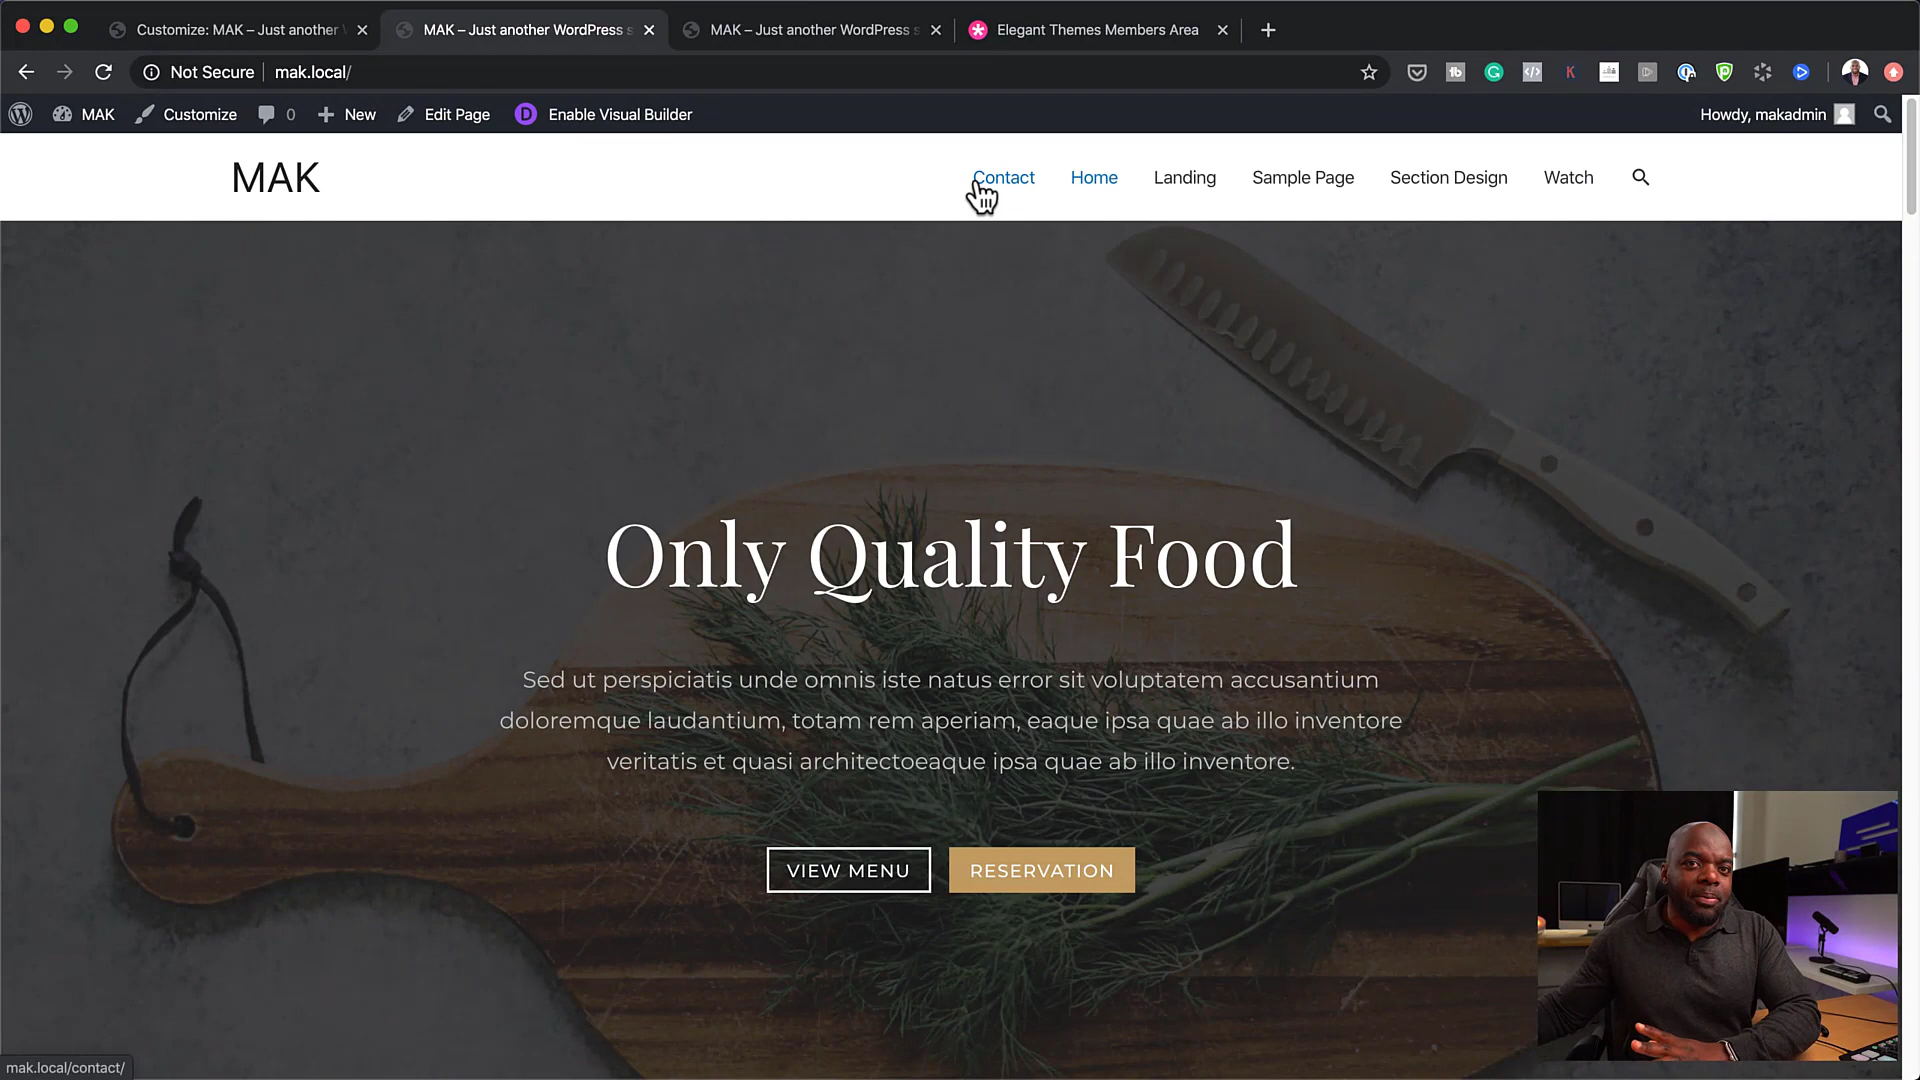 Customize: MAK – Just another
MAK – Just another WordPress s
MAK – Just another WordPress s
Elegant Themes Members Area
Not Secure
mak.local/
MAK
Customize
0
New
Edit Page
D
Enable Visual Builder
Howdy, makadmin
MAK
Contact
Home
Landing
Sample Page
Section Design
Watch
Only Quality Food
Sed ut perspiciatis unde omnis iste natus error sit voluptatem accusantium
doloremque laudantium, totam rem aperiam, eaque ipsa quae ab illo inventore
veritatis et quasi architectoeaque ipsa quae ab illo inventore.
VIEW MENU
RESERVATION
mak.local/contact/